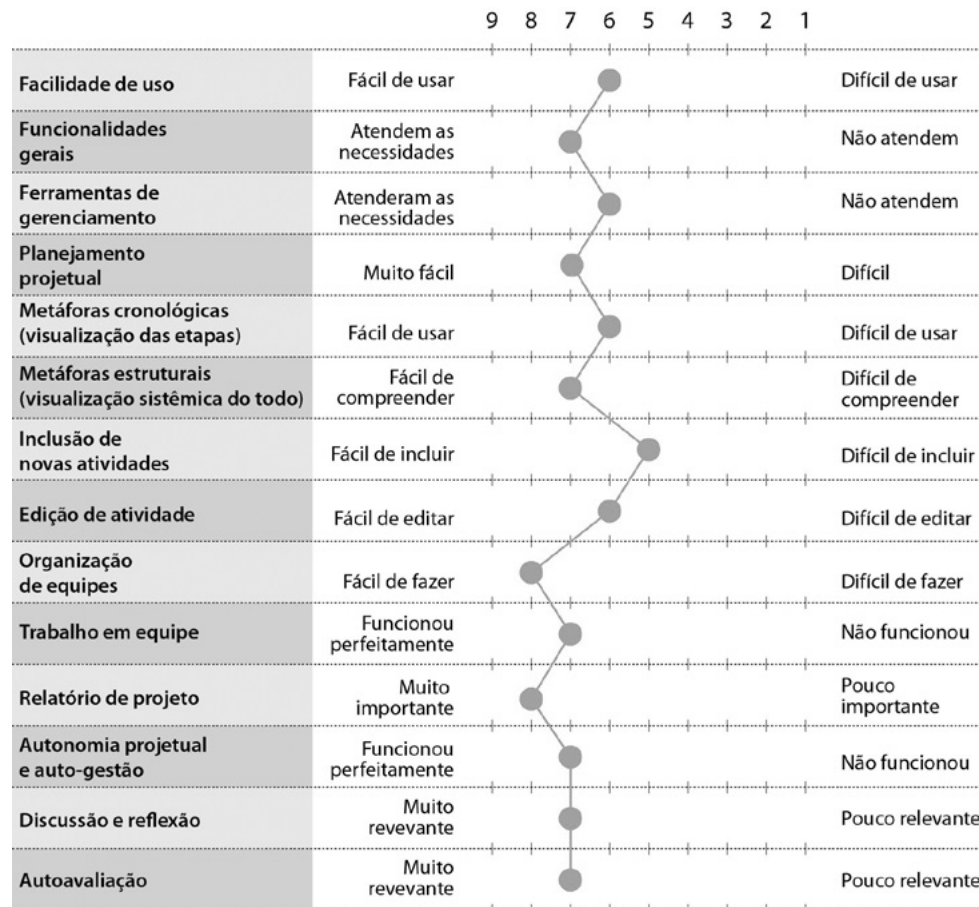 9 8 7 6 5 4 3 2 1
Facilidade de uso
Fácil de usar
Difícil de usar
Funcionalidades
gerais
Atendem as
necessidades
Não atendem
Ferramentas de
gerenciamento
Atenderam as
necessidades
Não atendem
Planejamento
projetual
Muito fácil
Difícil
Metáforas cronológicas
(visualização das etapas)
Fácil de usar
Difícil de usar
Metáforas estruturais
(visualização sistêmica do todo)
Fácil de
compreender
Difícil de
compreender
Inclusão de
novas atividades
Fácil de incluir
Difícil de incluir
Edição de atividade
Fácil de editar
Difícil de editar
Organização
de equipes
Fácil de fazer
Difícil de fazer
Trabalho em equipe
Funcionou
perfeitamente
Não funcionou
Relatório de projeto
Muito
importante
Pouco
importante
Autonomia projetual
e auto-gestão
Funcionou
perfeitamente
Não funcionou
Discussão e reflexão
Muito
revevante
Pouco relevante
Autoavaliação
Muito
revevante
Pouco relevante